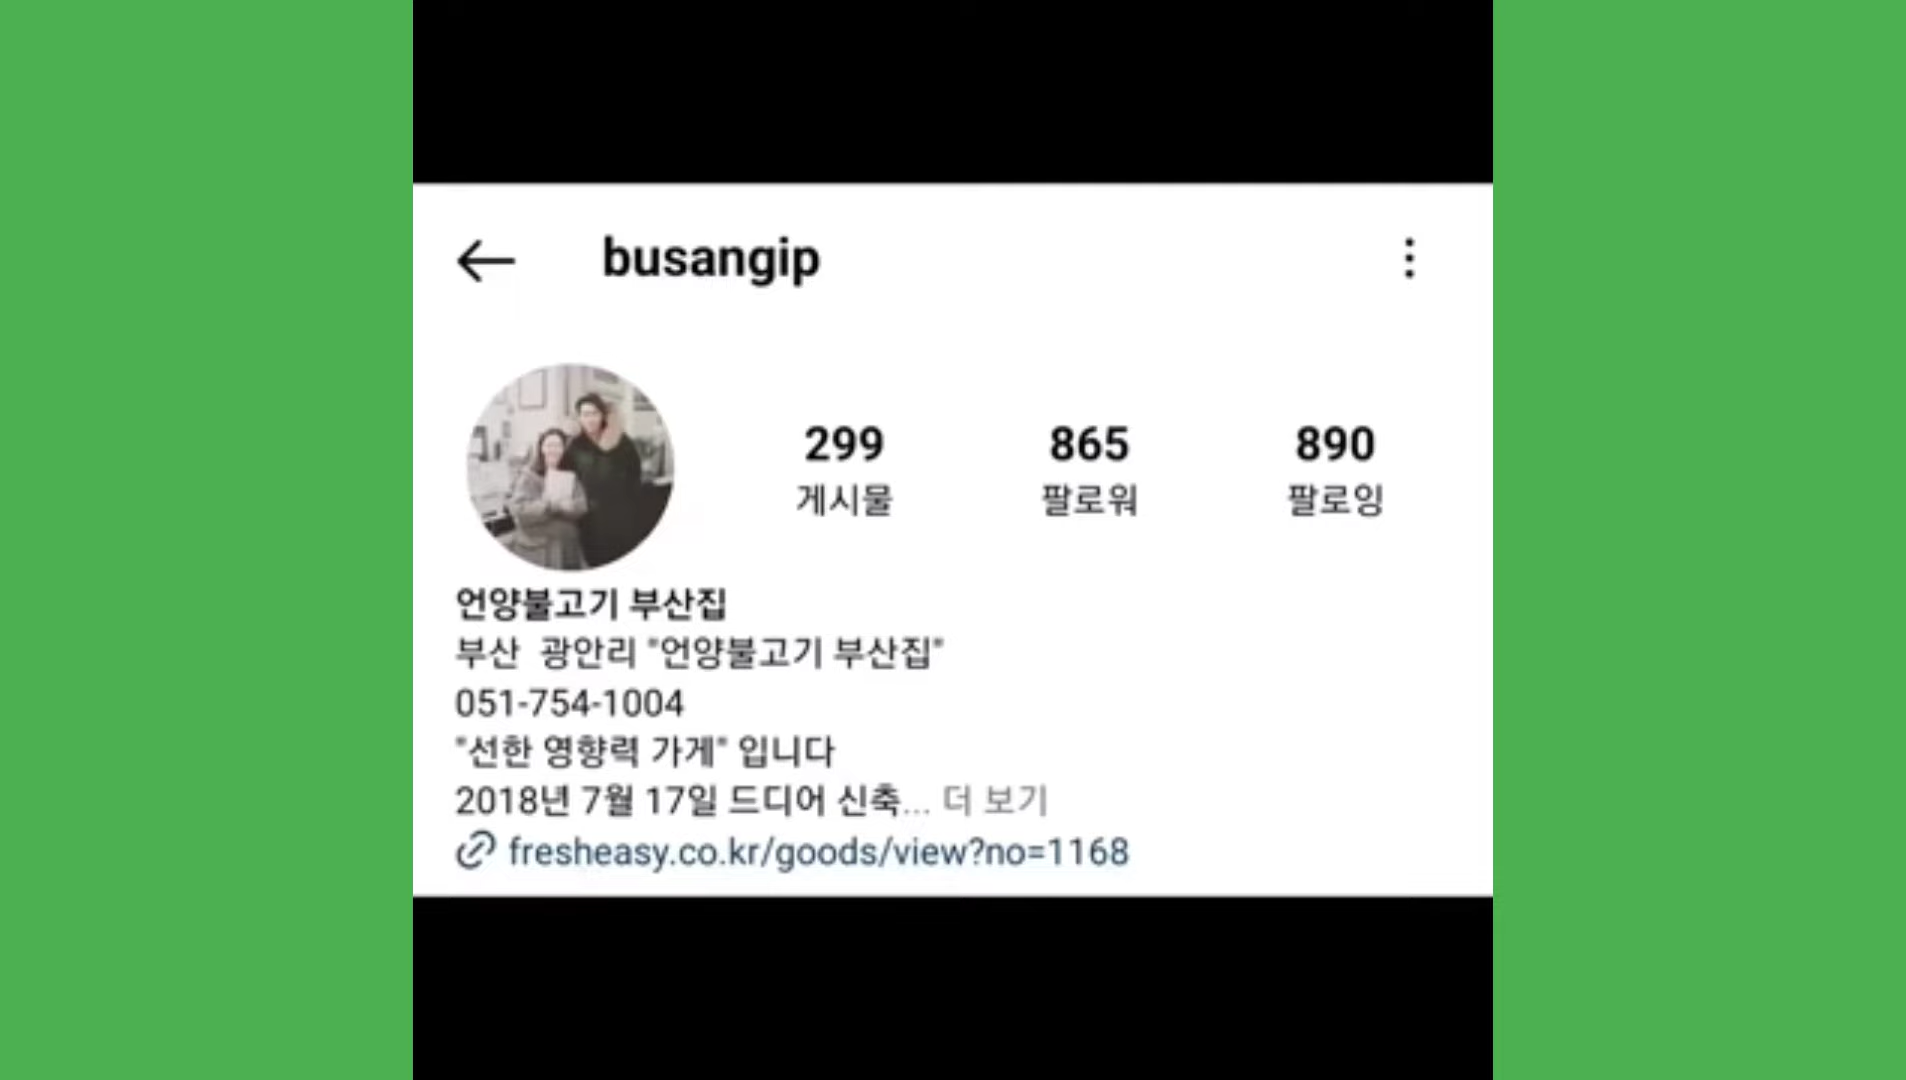 busangip
299 865 890
게시물 팔로워 팔로잉
언양불고기 부산집
부산 광안리 "언양불고기 부산집"
051-754-1004
"선한 영향력 가게" 입니다
2018년 7월 17일 드디어 신축... 더 보기
fresheasy.co.kr/goods/view?no=1168